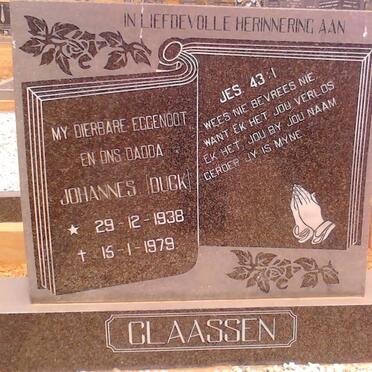 IN LIEFDEVOLLE HERINNERING AAN
MY DIERBARE EGGENOOT
EN ONS DADDA
JOHANNES (DUCK)
★ 29-12-1938
✝ 15-1-1979
JES. 43:1
WEES NIE BEVREES NIE
WANT EK HET JOU VERLOS
EK HET JOU BY JOU NAAM
GEROEP JY IS MYNE
CLAASSEN